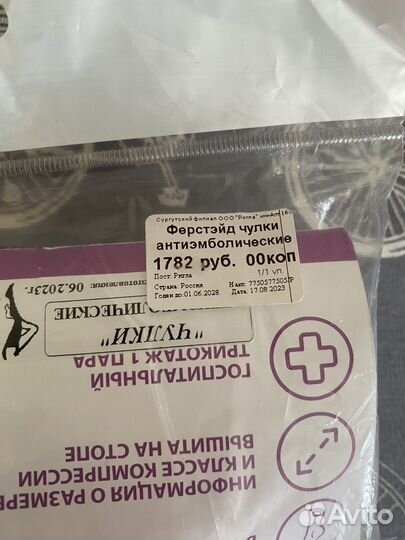 Сургутский филиал ООО "Ригла"
Ферстэйд чулки
антиэмболические
1782 руб. 00коп
Пост: Ригла
1/1 уп.
Страна: Россия
Годен до:01.06.2028
Дата: 17.08.2023
06.2023г.
"ЧУЛКИ"
ГОСПИТАЛЬНЫЙ
ТРИКОТАЖ 1 ПАРА
ИНФОРМАЦИЯ О РАЗМЕРЕ
И КЛАССЕ КОМПРЕССИИ
ВЫШИТА НА СТОПЕ
Avito